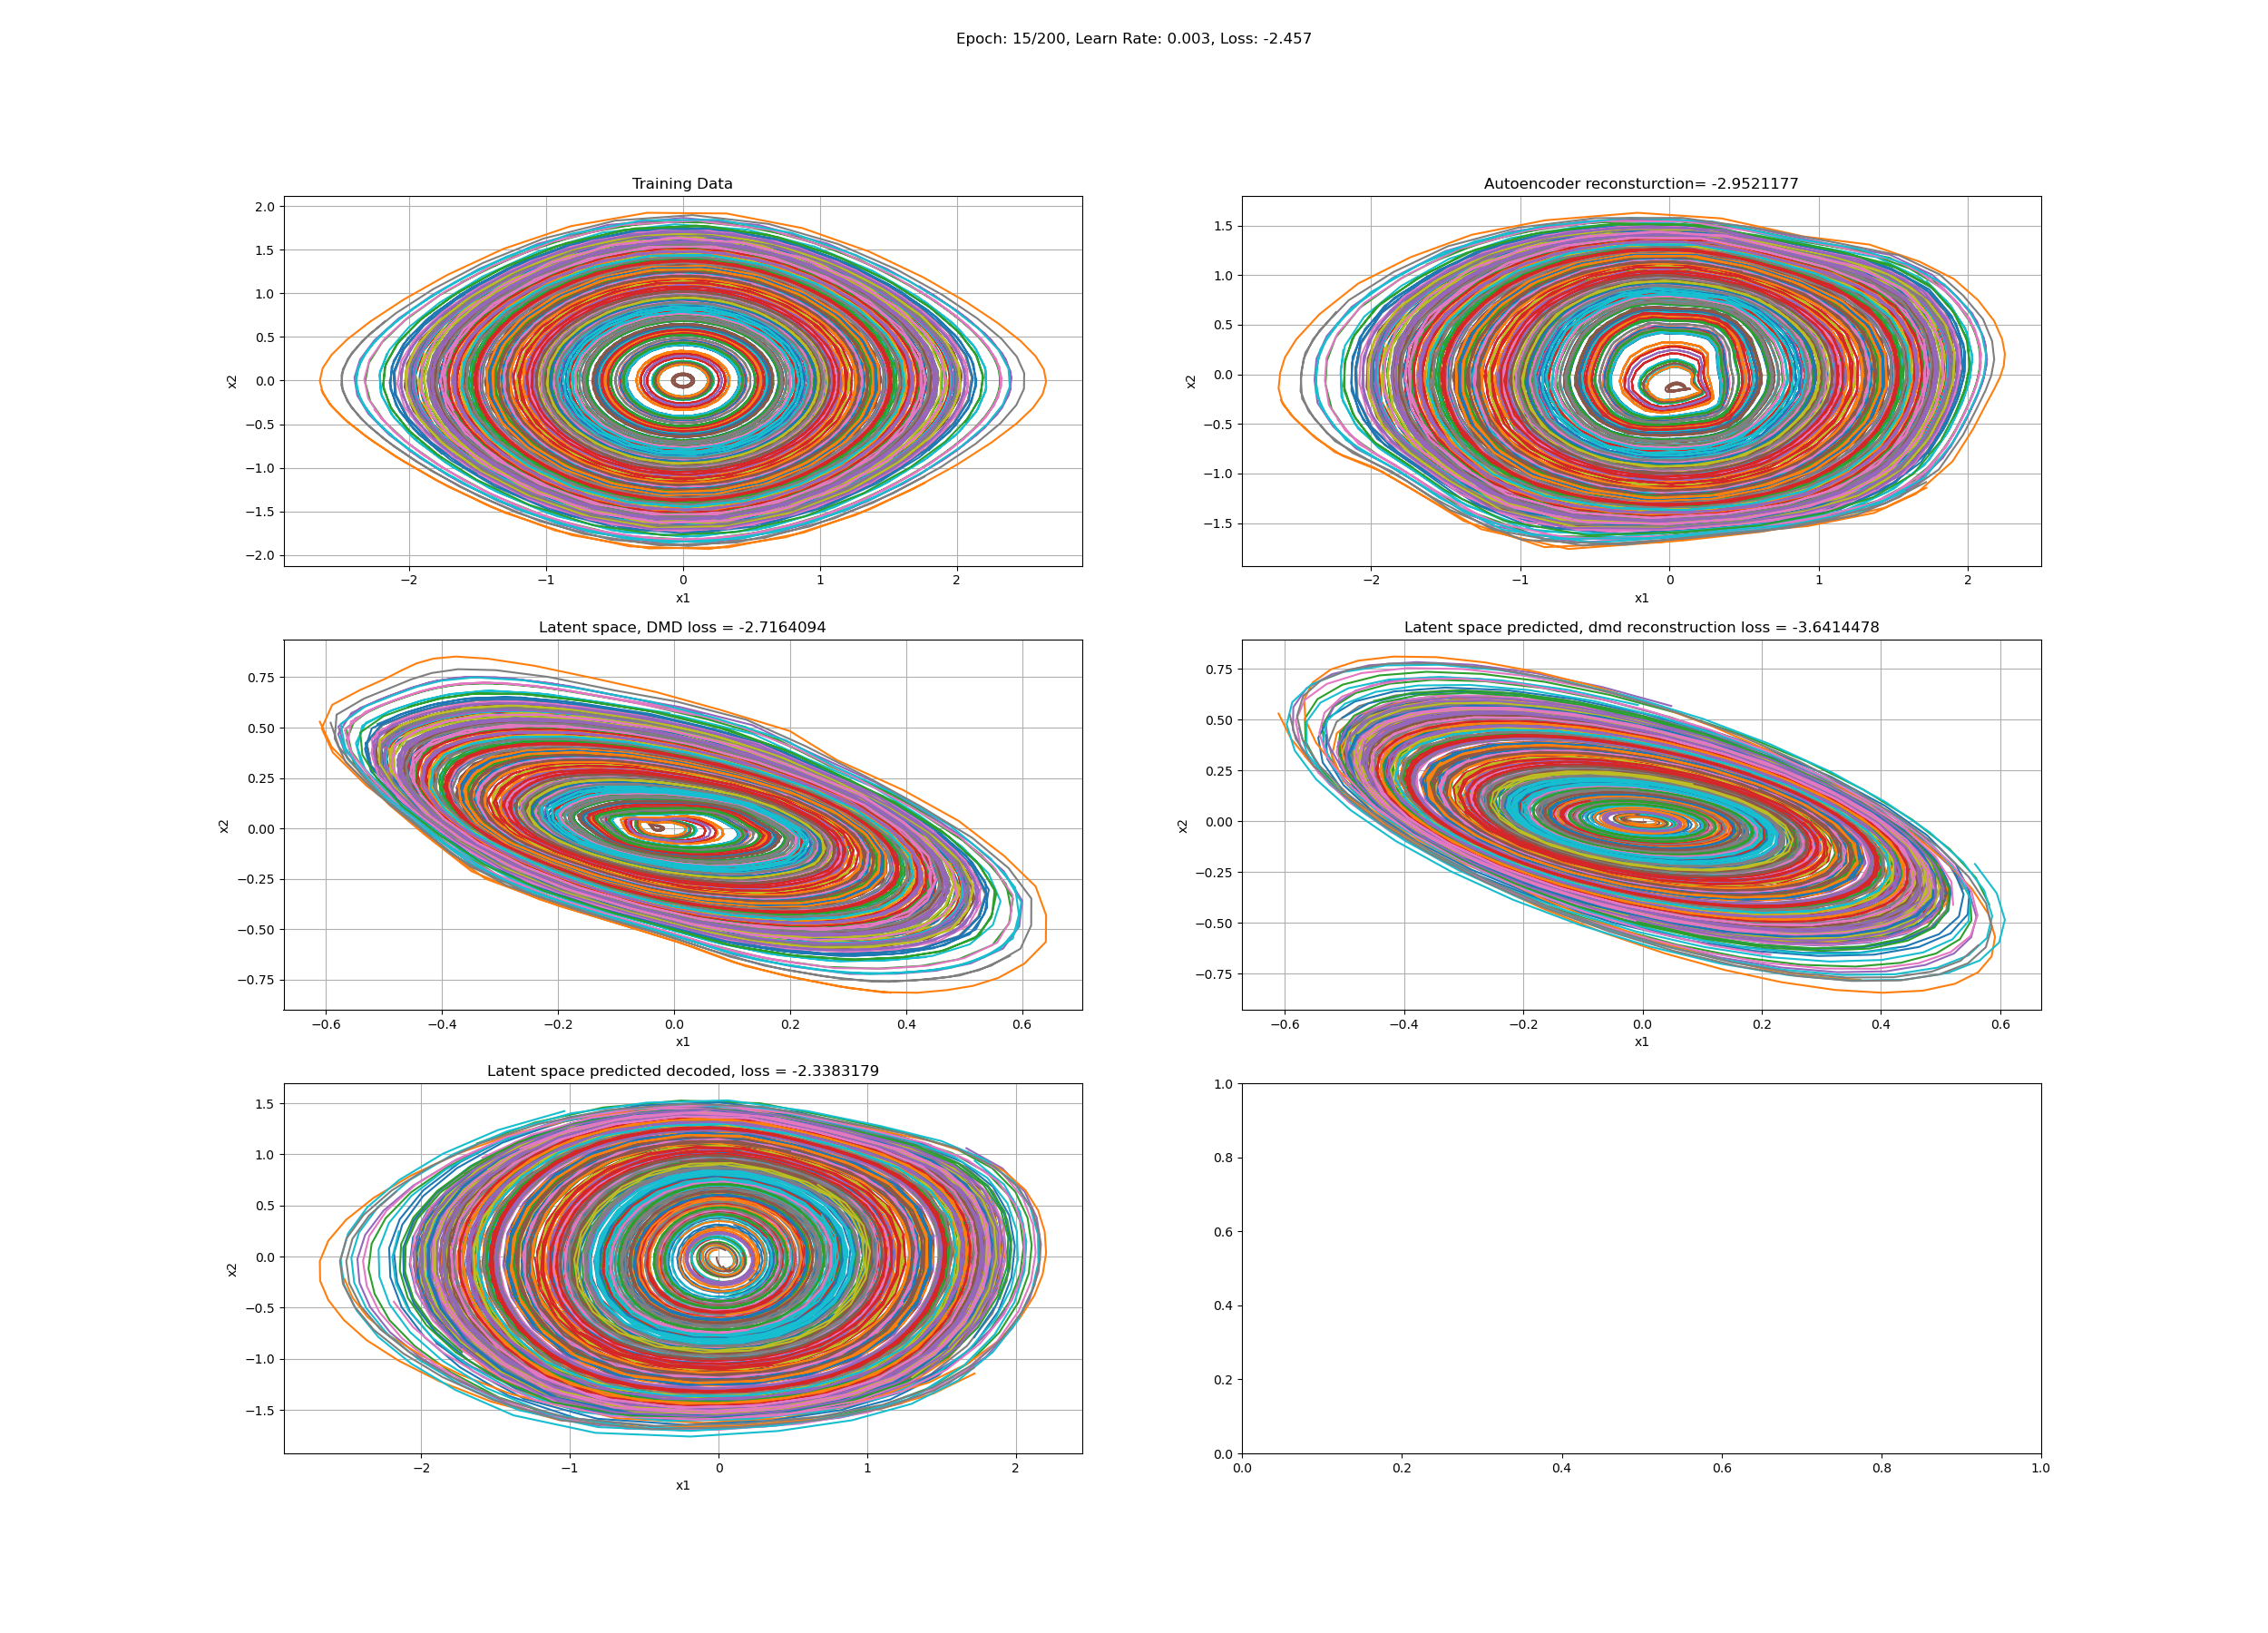 Epoch: 15/200, Learn Rate: 0.003, Loss: -2.457
Training Data
2.0
1.5
1.0
0.5
0.0
−0.5
−1.0
−1.5
−2.0
x2
−2 −1 0 1 2
x1
Autoencoder reconsturction= -2.9521177
1.5
1.0
0.5
0.0
−0.5
−1.0
−1.5
x2
−2 −1 0 1 2
x1
Latent space, DMD loss = -2.7164094
0.75
0.50
0.25
0.00
−0.25
−0.50
−0.75
x2
−0.6 −0.4 −0.2 0.0 0.2 0.4 0.6
x1
Latent space predicted, dmd reconstruction loss = -3.6414478
0.75
0.50
0.25
0.00
−0.25
−0.50
−0.75
x2
−0.6 −0.4 −0.2 0.0 0.2 0.4 0.6
x1
Latent space predicted decoded, loss = -2.3383179
1.5
1.0
0.5
0.0
−0.5
−1.0
−1.5
x2
−2 −1 0 1 2
x1
1.0
0.8
0.6
0.4
0.2
0.0
0.0 0.2 0.4 0.6 0.8 1.0